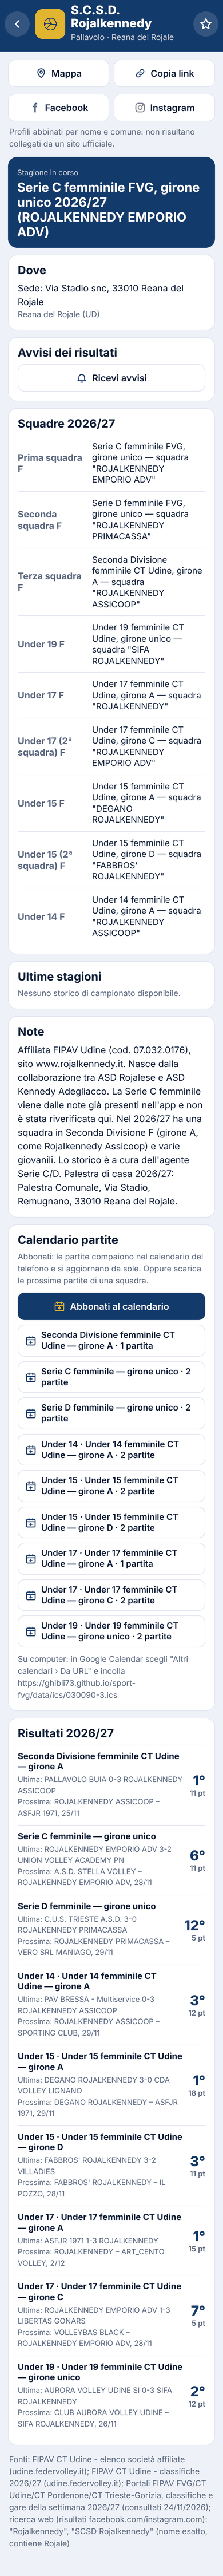 S.C.S.D.
Rojalkennedy
Pallavolo · Reana del Rojale
Mappa
Copia link
Facebook
Instagram
Profili abbinati per nome e comune: non risultano
collegati da un sito ufficiale.
Stagione in corso
Serie C femminile FVG, girone
unico 2026/27
(ROJALKENNEDY EMPORIO
ADV)
Dove
Sede: Via Stadio snc, 33010 Reana del
Rojale
Reana del Rojale (UD)
Avvisi dei risultati
Ricevi avvisi
Squadre 2026/27
Prima squadra
F
Serie C femminile FVG,
girone unico — squadra
"ROJALKENNEDY
EMPORIO ADV"
Seconda
squadra F
Serie D femminile FVG,
girone unico — squadra
"ROJALKENNEDY
PRIMACASSA"
Terza squadra
F
Seconda Divisione
femminile CT Udine, girone
A — squadra
"ROJALKENNEDY
ASSICOOP"
Under 19 F
Under 19 femminile CT
Udine, girone unico —
squadra "SIFA
ROJALKENNEDY"
Under 17 F
Under 17 femminile CT
Udine, girone A — squadra
"ROJALKENNEDY"
Under 17 (2ª
squadra) F
Under 17 femminile CT
Udine, girone C — squadra
"ROJALKENNEDY
EMPORIO ADV"
Under 15 F
Under 15 femminile CT
Udine, girone A — squadra
"DEGANO
ROJALKENNEDY"
Under 15 (2ª
squadra) F
Under 15 femminile CT
Udine, girone D — squadra
"FABBROS'
ROJALKENNEDY"
Under 14 F
Under 14 femminile CT
Udine, girone A — squadra
"ROJALKENNEDY
ASSICOOP"
Ultime stagioni
Nessuno storico di campionato disponibile.
Note
Affiliata FIPAV Udine (cod. 07.032.0176),
sito www.rojalkennedy.it. Nasce dalla
collaborazione tra ASD Rojalese e ASD
Kennedy Adegliacco. La Serie C femminile
viene dalle note già presenti nell'app e non
è stata riverificata qui. Nel 2026/27 ha una
squadra in Seconda Divisione F (girone A,
come Rojalkennedy Assicoop) e varie
giovanili. Lo storico è a cura dell'agente
Serie C/D. Palestra di casa 2026/27:
Palestra Comunale, Via Stadio,
Remugnano, 33010 Reana del Rojale.
Calendario partite
Abbonati: le partite compaiono nel calendario del
telefono e si aggiornano da sole. Oppure scarica
le prossime partite di una squadra.
Abbonati al calendario
Seconda Divisione femminile CT
Udine — girone A · 1 partita
Serie C femminile — girone unico · 2
partite
Serie D femminile — girone unico · 2
partite
Under 14 · Under 14 femminile CT
Udine — girone A · 2 partite
Under 15 · Under 15 femminile CT
Udine — girone A · 2 partite
Under 15 · Under 15 femminile CT
Udine — girone D · 2 partite
Under 17 · Under 17 femminile CT
Udine — girone A · 1 partita
Under 17 · Under 17 femminile CT
Udine — girone C · 2 partite
Under 19 · Under 19 femminile CT
Udine — girone unico · 2 partite
Su computer: in Google Calendar scegli "Altri
calendari › Da URL" e incolla
https://ghibli73.github.io/sport-
fvg/data/ics/030090-3.ics
Risultati 2026/27
Seconda Divisione femminile CT Udine
— girone A
Ultima: PALLAVOLO BUIA 0-3 ROJALKENNEDY
ASSICOOP
Prossima: ROJALKENNEDY ASSICOOP –
ASFJR 1971, 25/11
1°
11 pt
Serie C femminile — girone unico
Ultima: ROJALKENNEDY EMPORIO ADV 3-2
UNION VOLLEY ACADEMY PN
Prossima: A.S.D. STELLA VOLLEY –
ROJALKENNEDY EMPORIO ADV, 28/11
6°
11 pt
Serie D femminile — girone unico
Ultima: C.U.S. TRIESTE A.S.D. 3-0
ROJALKENNEDY PRIMACASSA
Prossima: ROJALKENNEDY PRIMACASSA –
VERO SRL MANIAGO, 29/11
12°
5 pt
Under 14 · Under 14 femminile CT
Udine — girone A
Ultima: PAV BRESSA - Multiservice 0-3
ROJALKENNEDY ASSICOOP
Prossima: ROJALKENNEDY ASSICOOP –
SPORTING CLUB, 29/11
3°
12 pt
Under 15 · Under 15 femminile CT Udine
— girone A
Ultima: DEGANO ROJALKENNEDY 3-0 CDA
VOLLEY LIGNANO
Prossima: DEGANO ROJALKENNEDY – ASFJR
1971, 29/11
1°
18 pt
Under 15 · Under 15 femminile CT Udine
— girone D
Ultima: FABBROS' ROJALKENNEDY 3-2
VILLADIES
Prossima: FABBROS' ROJALKENNEDY – IL
POZZO, 28/11
3°
11 pt
Under 17 · Under 17 femminile CT Udine
— girone A
Ultima: ASFJR 1971 1-3 ROJALKENNEDY
Prossima: ROJALKENNEDY – ART_CENTO
VOLLEY, 2/12
1°
15 pt
Under 17 · Under 17 femminile CT Udine
— girone C
Ultima: ROJALKENNEDY EMPORIO ADV 1-3
LIBERTAS GONARS
Prossima: VOLLEYBAS BLACK –
ROJALKENNEDY EMPORIO ADV, 28/11
7°
5 pt
Under 19 · Under 19 femminile CT Udine
— girone unico
Ultima: AURORA VOLLEY UDINE SI 0-3 SIFA
ROJALKENNEDY
Prossima: CLUB AURORA VOLLEY UDINE –
SIFA ROJALKENNEDY, 26/11
2°
12 pt
Fonti: FIPAV CT Udine - elenco società affiliate
(udine.federvolley.it); FIPAV CT Udine - classifiche
2026/27 (udine.federvolley.it); Portali FIPAV FVG/CT
Udine/CT Pordenone/CT Trieste-Gorizia, classifiche e
gare della settimana 2026/27 (consultati 24/11/2026);
ricerca web (risultati facebook.com/instagram.com):
"Rojalkennedy", "SCSD Rojalkennedy" (nome esatto,
contiene Rojale)